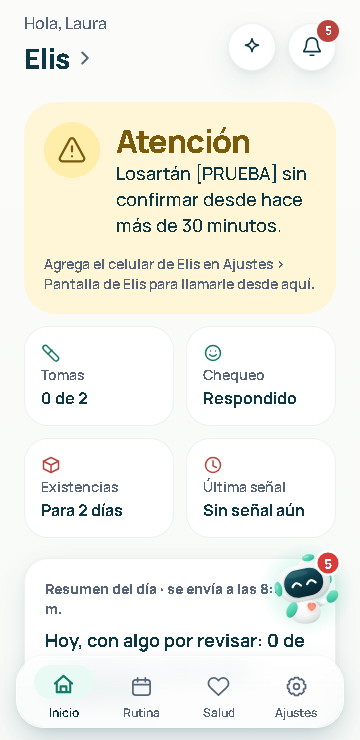 Hola, Laura
Elis >
5
Atención
Losartán [PRUEBA] sin
confirmar desde hace
más de 30 minutos.
Agrega el celular de Elis en Ajustes ›
Pantalla de Elis para llamarle desde aquí.
Tomas
0 de 2
Chequeo
Respondido
Existencias
Para 2 días
Última señal
Sin señal aún
5
Resumen del día · se envía a las 8:
m.
Hoy, con algo por revisar: 0 de
Inicio
Rutina
Salud
Ajustes